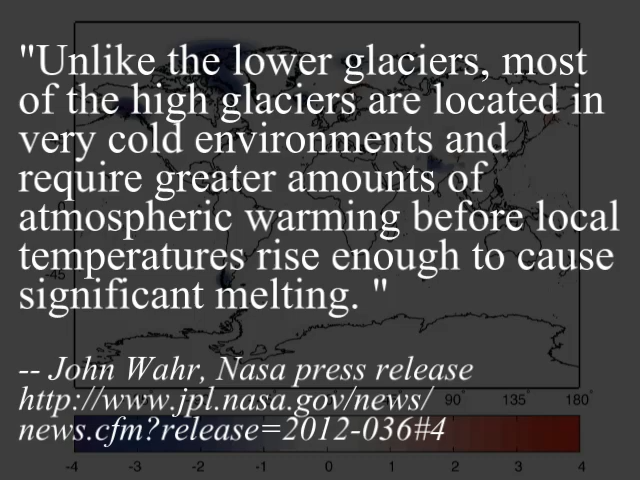 "Unlike the lower glaciers, most
of the high glaciers are located in
very cold environments and
require greater amounts of
atmospheric warming before local
temperatures rise enough to cause
significant melting. "
-- John Wahr, Nasa press release
http://www.jpl.nasa.gov/news/
news.cfm?release=2012-036#4
-45
90° 135° 180°
-4 -3 -2 -1 0 1 2 3 4